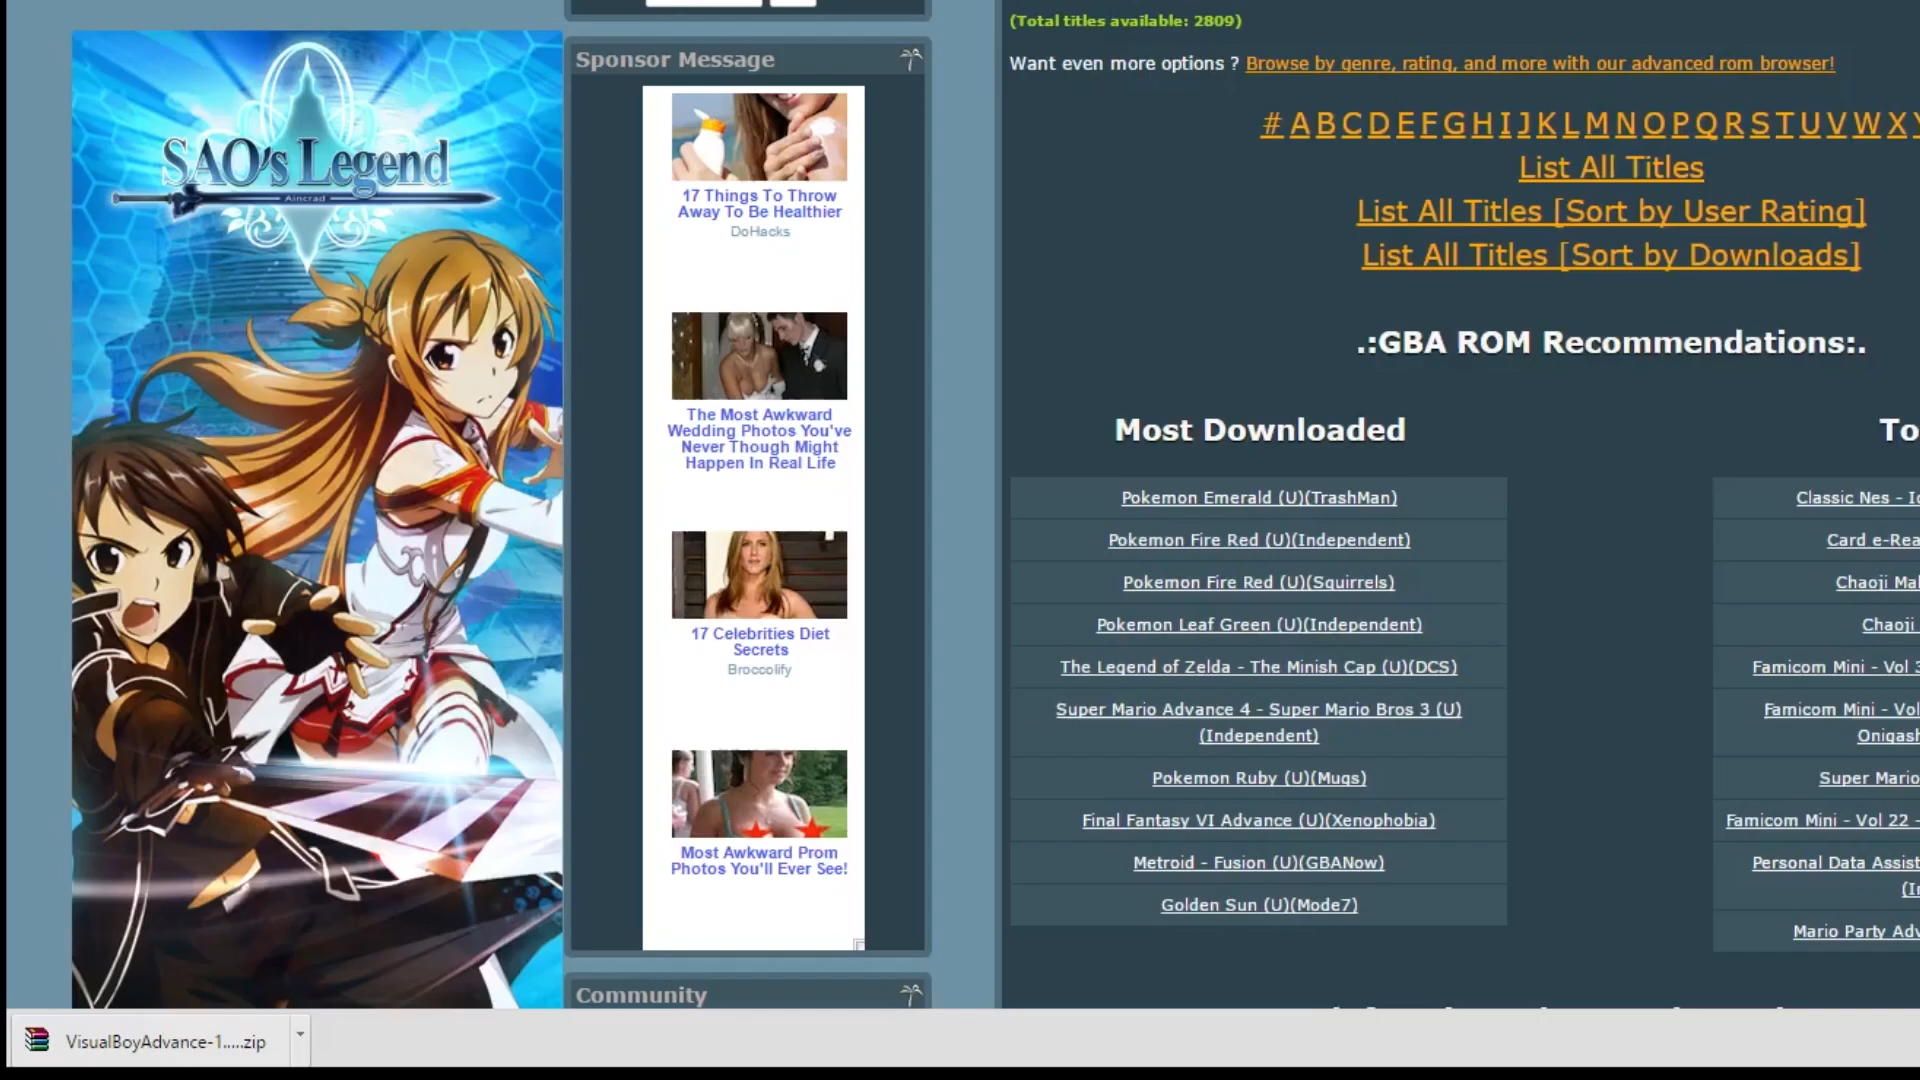 SAO's Legend
Aincrad
Sponsor Message
17 Things To Throw
Away To Be Healthier
DoHacks
The Most Awkward
Wedding Photos You've
Never Though Might
Happen In Real Life
17 Celebrities Diet
Secrets
Broccolify
Most Awkward Prom
Photos You'll Ever See!
Community
(Total titles available: 2809)
Want even more options ? Browse by genre, rating, and more with our advanced rom browser!
# A B C D E F G H I J K L M N O P Q R S T U V W X Y
List All Titles
List All Titles [Sort by User Rating]
List All Titles [Sort by Downloads]
.:GBA ROM Recommendations:.
Most Downloaded
Pokemon Emerald (U)(TrashMan)
Pokemon Fire Red (U)(Independent)
Pokemon Fire Red (U)(Squirrels)
Pokemon Leaf Green (U)(Independent)
The Legend of Zelda - The Minish Cap (U)(DCS)
Super Mario Advance 4 - Super Mario Bros 3 (U)
(Independent)
Pokemon Ruby (U)(Mugs)
Final Fantasy VI Advance (U)(Xenophobia)
Metroid - Fusion (U)(GBANow)
Golden Sun (U)(Mode7)
To
Classic Nes - Ic
Card e-Rea
Chaoji Mal
Chaoji
Famicom Mini - Vol 3
Famicom Mini - Vol
Onigash
Super Mario
Famicom Mini - Vol 22 -
Personal Data Assist
(In
Mario Party Adv
VisualBoyAdvance-1.....zip